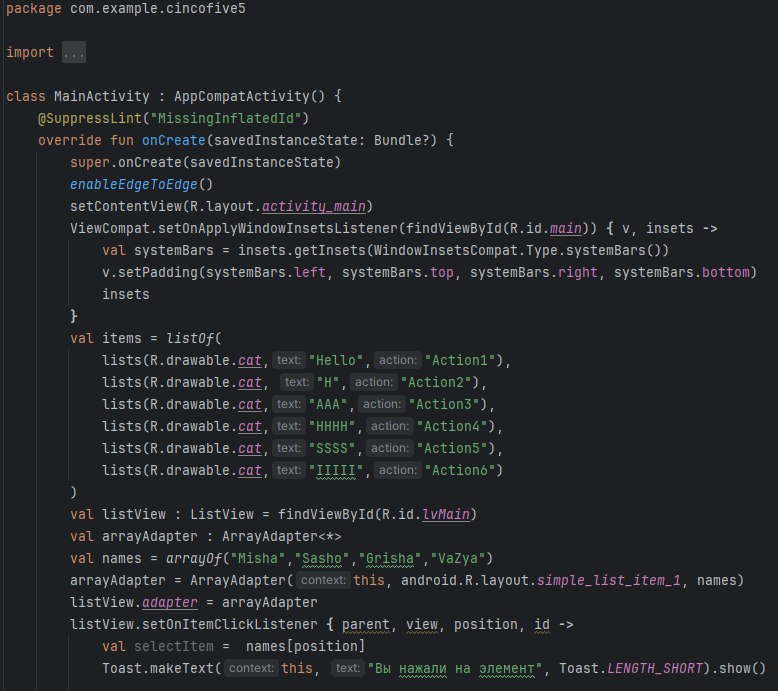 package com.example.cincofive5
import ...
class MainActivity : AppCompatActivity() {
@SuppressLint("MissingInflatedId")
override fun onCreate(savedInstanceState: Bundle?) {
super.onCreate(savedInstanceState)
enableEdgeToEdge()
setContentView(R.layout.activity_main)
ViewCompat.setOnApplyWindowInsetsListener(findViewById(R.id.main)) { v, insets ->
val systemBars = insets.getInsets(WindowInsetsCompat.Type.systemBars())
v.setPadding(systemBars.left, systemBars.top, systemBars.right, systemBars.bottom)
insets
}
val items = listOf(
lists(R.drawable.cat, text: "Hello", action: "Action1"),
lists(R.drawable.cat, text: "H", action: "Action2"),
lists(R.drawable.cat, text: "AAA", action: "Action3"),
lists(R.drawable.cat, text: "HHHH", action: "Action4"),
lists(R.drawable.cat, text: "SSSS", action: "Action5"),
lists(R.drawable.cat, text: "IIIII", action: "Action6")
)
val listView : ListView = findViewById(R.id.lvMain)
val arrayAdapter : ArrayAdapter<*>
val names = arrayOf("Misha","Sasho","Grisha","VaZya")
arrayAdapter = ArrayAdapter( context: this, android.R.layout.simple_list_item_1, names)
listView.adapter = arrayAdapter
listView.setOnItemClickListener { parent, view, position, id ->
val selectItem =  names[position]
Toast.makeText( context: this, text: "Вы нажали на элемент", Toast.LENGTH_SHORT).show()